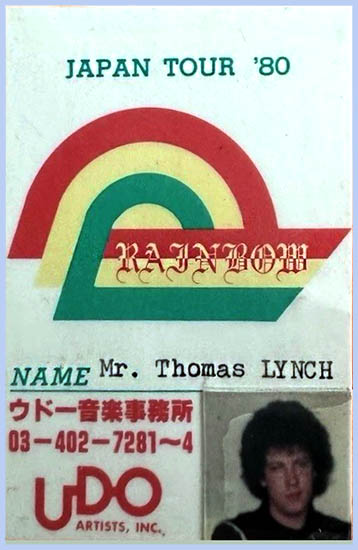 JAPAN TOUR '80
RAINBOW
NAME Mr. Thomas LYNCH
ウドー音楽事務所
03-402-7281~4
UDO
ARTISTS, INC.